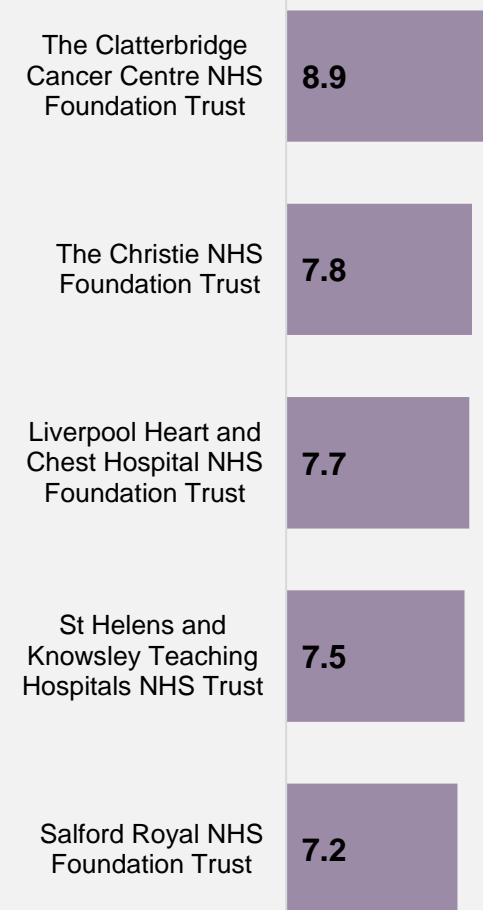 The Clatterbridge
Cancer Centre NHS
Foundation Trust
8.9
The Christie NHS
Foundation Trust
7.8
Liverpool Heart and
Chest Hospital NHS
Foundation Trust
7.7
St Helens and
Knowsley Teaching
Hospitals NHS Trust
7.5
Salford Royal NHS
Foundation Trust
7.2